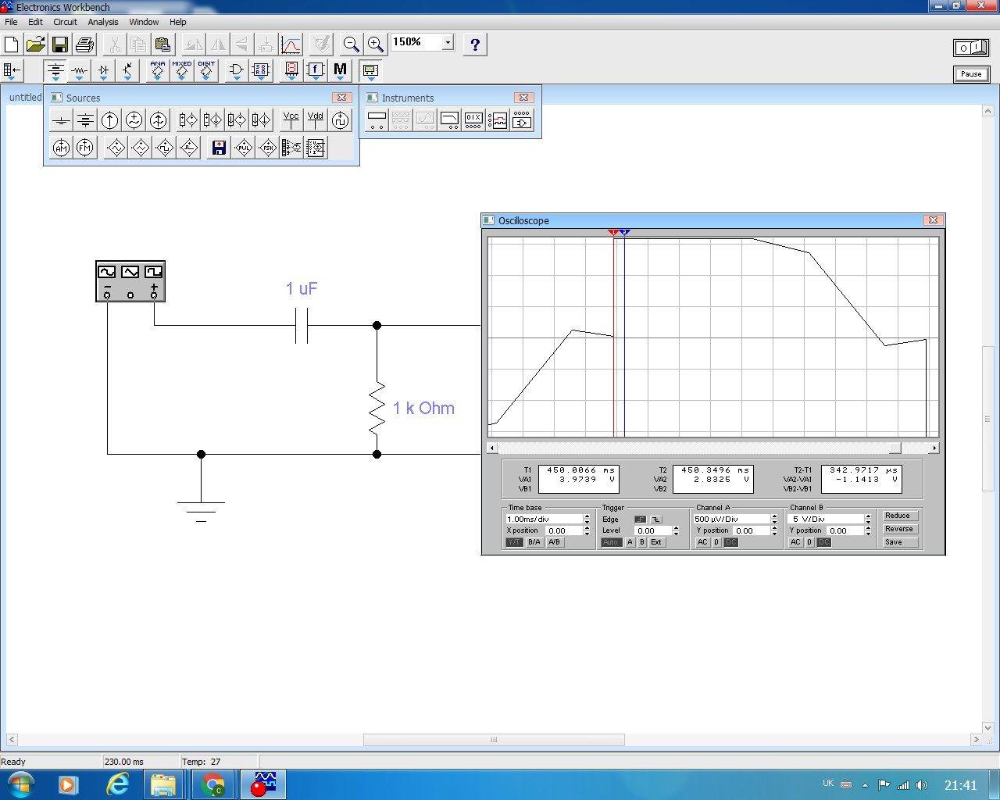 Electronics Workbench
File Edit Circuit Analysis Window Help
150% ?
Pause
ANA MIXED DIGIT
f M
untitled
Sources
Instruments
Vcc Vdd
AM FM PWL FSK
Oscilloscope
1 2
1 uF
1 k Ohm
T1 450.0066 ms T2 450.3496 ms T2-T1 342.9717 µs
VA1 3.9739 V VA2 2.8325 V VA2-VA1 -1.1413 V
VB1 VB2 VB2-VB1
Time base Trigger Channel A Channel B
1.00ms/div Edge 500 µV/Div 5 V/Div Reduce
X position 0.00 Level 0.00 Y position 0.00 Y position 0.00 Reverse
Y/T B/A A/B Auto A B Ext AC 0 DC AC 0 DC Save
Ready 230.00 ms Temp: 27
UK 21:41